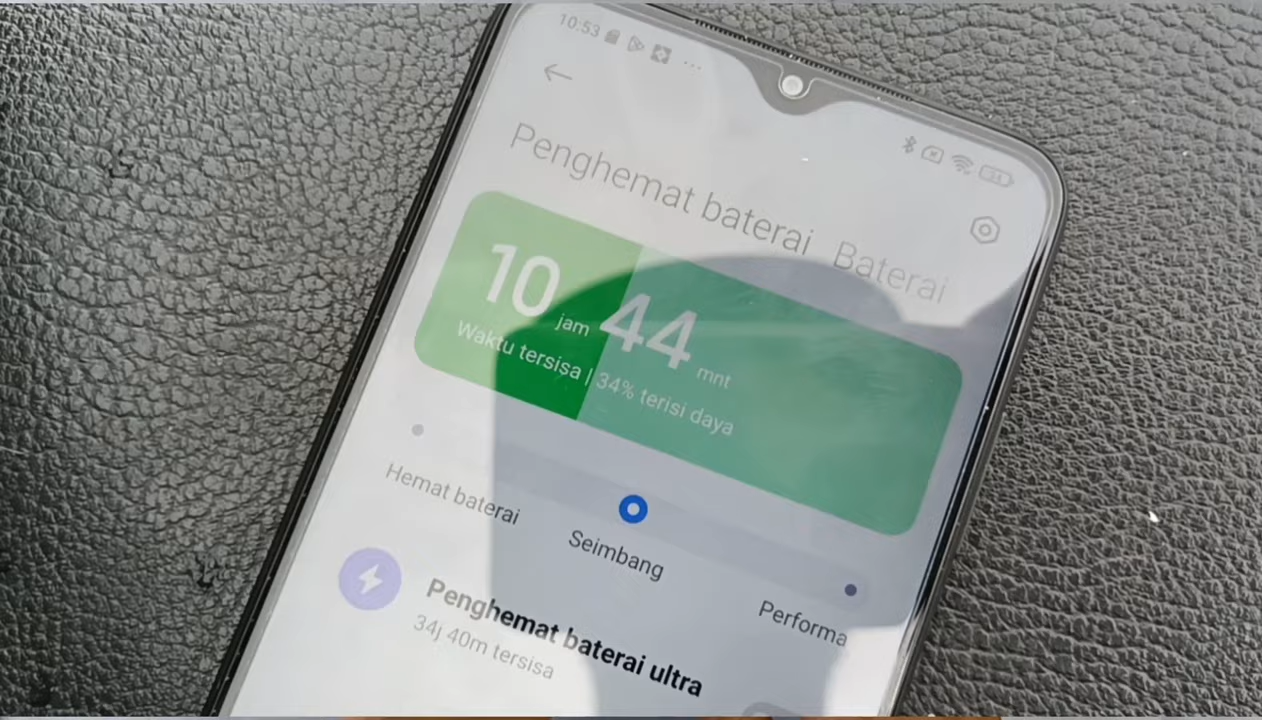 10:53
34
Penghemat baterai Baterai
10 jam 44 mnt
Waktu tersisa | 34% terisi daya
Hemat baterai
Seimbang
Performa
Penghemat baterai ultra
34j 40m tersisa